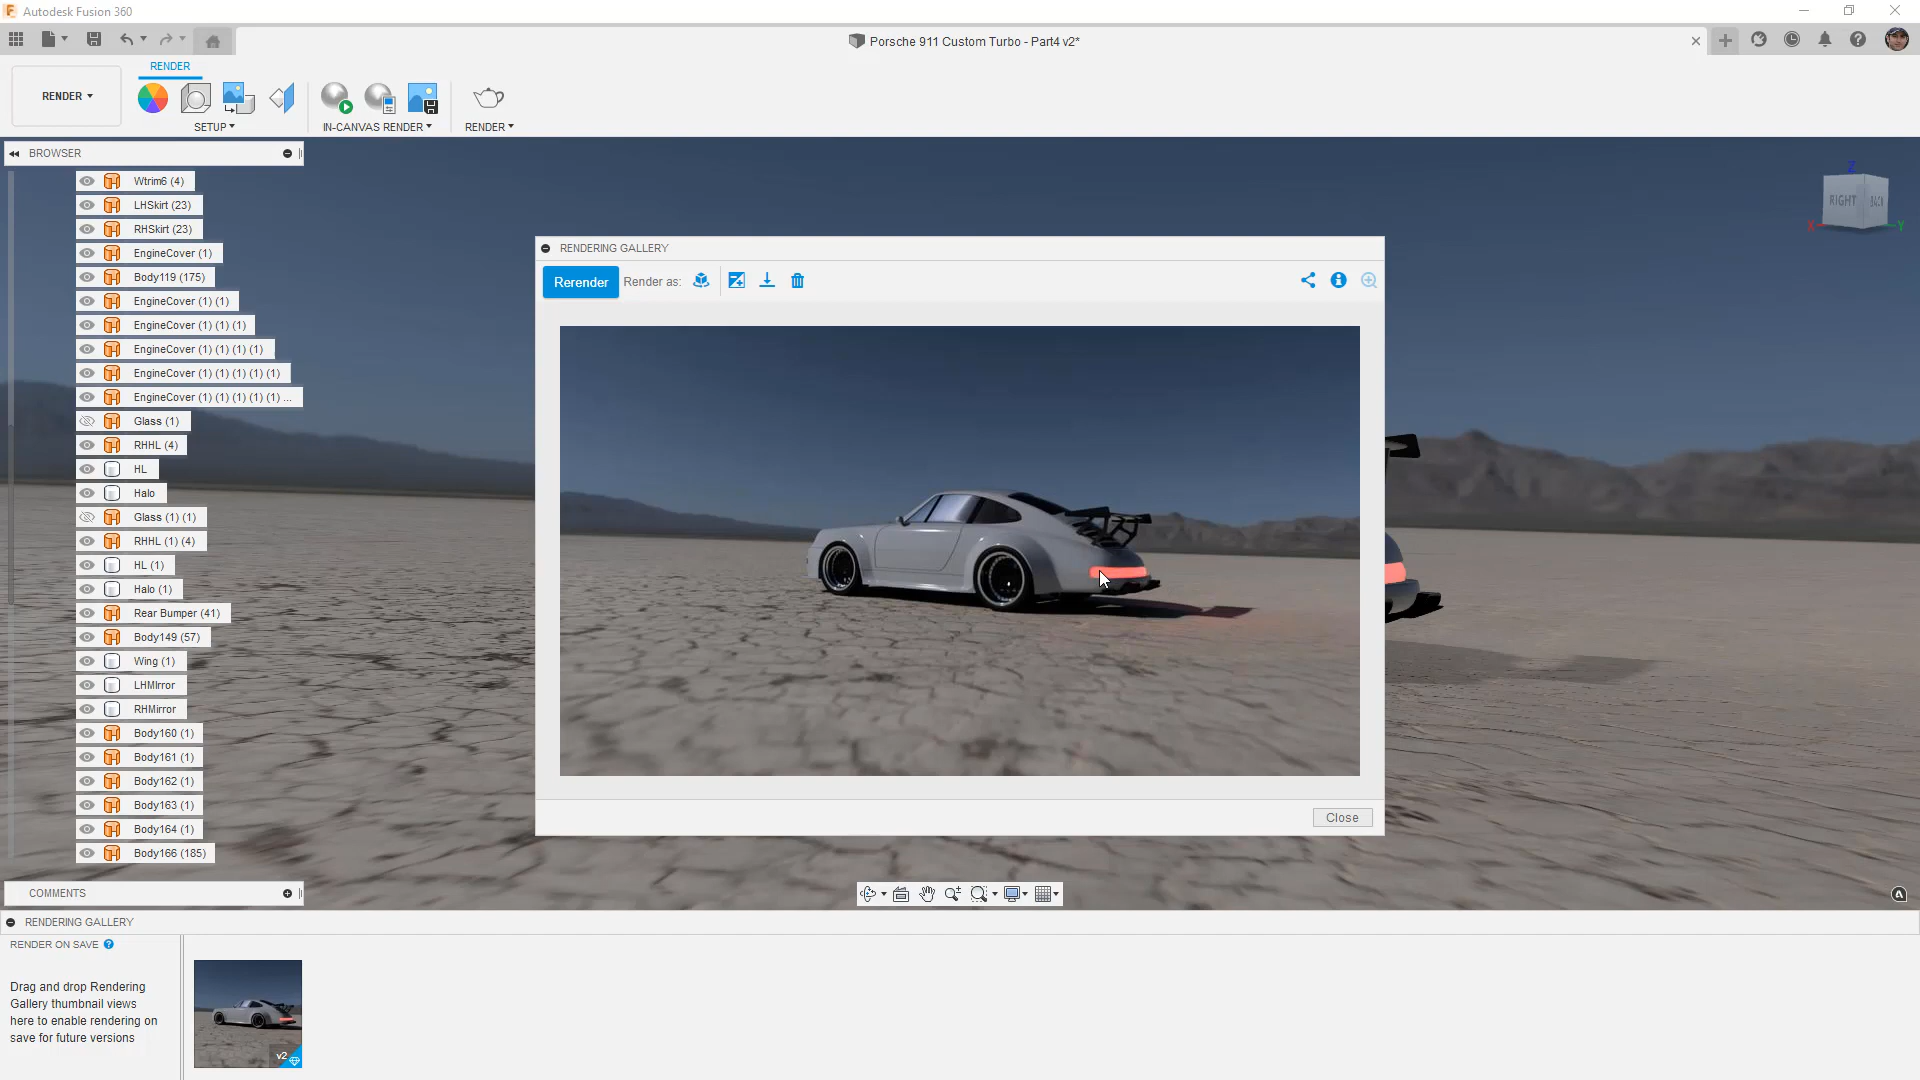 Autodesk Fusion 360
Porsche 911 Custom Turbo - Part4 v2*
RENDER
RENDER
SETUP
IN-CANVAS RENDER
RENDER
BROWSER
Wtrim6 (4)
LHSkirt (23)
RHSkirt (23)
EngineCover (1)
Body119 (175)
EngineCover (1) (1)
EngineCover (1) (1) (1)
EngineCover (1) (1) (1) (1)
EngineCover (1) (1) (1) (1) (1)
EngineCover (1) (1) (1) (1) (1) ...
Glass (1)
RHHL (4)
HL
Halo
Glass (1) (1)
RHHL (1) (4)
HL (1)
Halo (1)
Rear Bumper (41)
Body149 (57)
Wing (1)
LHMIrror
RHMirror
Body160 (1)
Body161 (1)
Body162 (1)
Body163 (1)
Body164 (1)
Body166 (185)
COMMENTS
Z
RIGHT
BACK
X
Y
RENDERING GALLERY
Rerender
Render as:
Close
RENDERING GALLERY
RENDER ON SAVE
Drag and drop Rendering
Gallery thumbnail views
here to enable rendering on
save for future versions
v2